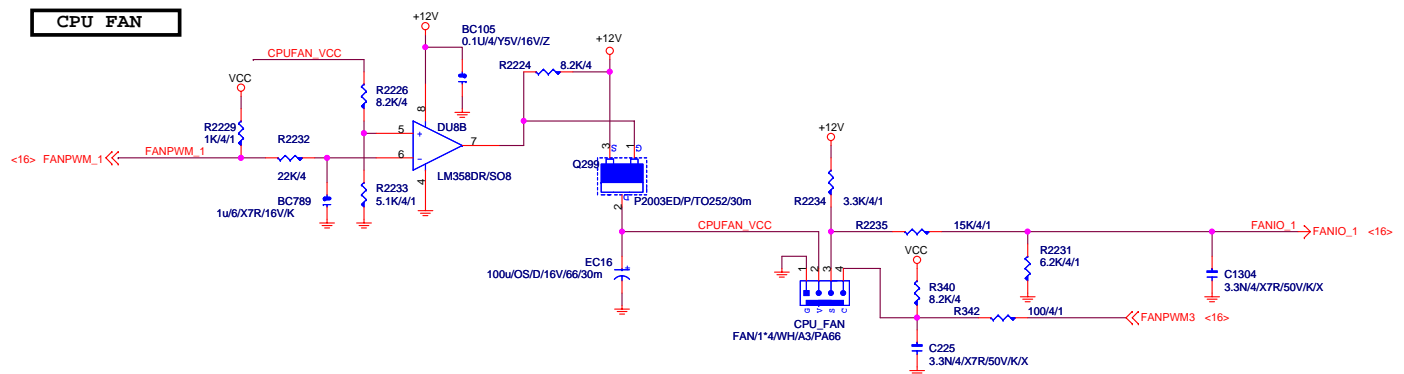 CPU FAN
+12V
BC105
0.1U/4/Y5V/16V/Z
+12V
CPUFAN_VCC
R2224
8.2K/4
VCC
R2226
8.2K/4
8
R2229
1K/4/1
R2232
5
+
DU8B
7
3
S
1
G
<16>
FANPWM_1
FANPWM_1
6
-
+12V
22K/4
4
LM358DR/SO8
Q299
BC789
1u/6/X7R/16V/K
R2233
5.1K/4/1
D
P2003ED/P/TO252/30m
2
R2234
3.3K/4/1
CPUFAN_VCC
R2235
15K/4/1
FANIO_1
FANIO_1
<16>
VCC
R2231
6.2K/4/1
EC16
100u/OS/D/16V/66/30m
+
1
2
3
4
C1304
3.3N/4/X7R/50V/K/X
R340
8.2K/4
G
V
S
C
R342
100/4/1
FANPWM3
<16>
CPU_FAN
FAN/1*4/WH/A3/PA66
C225
3.3N/4/X7R/50V/K/X